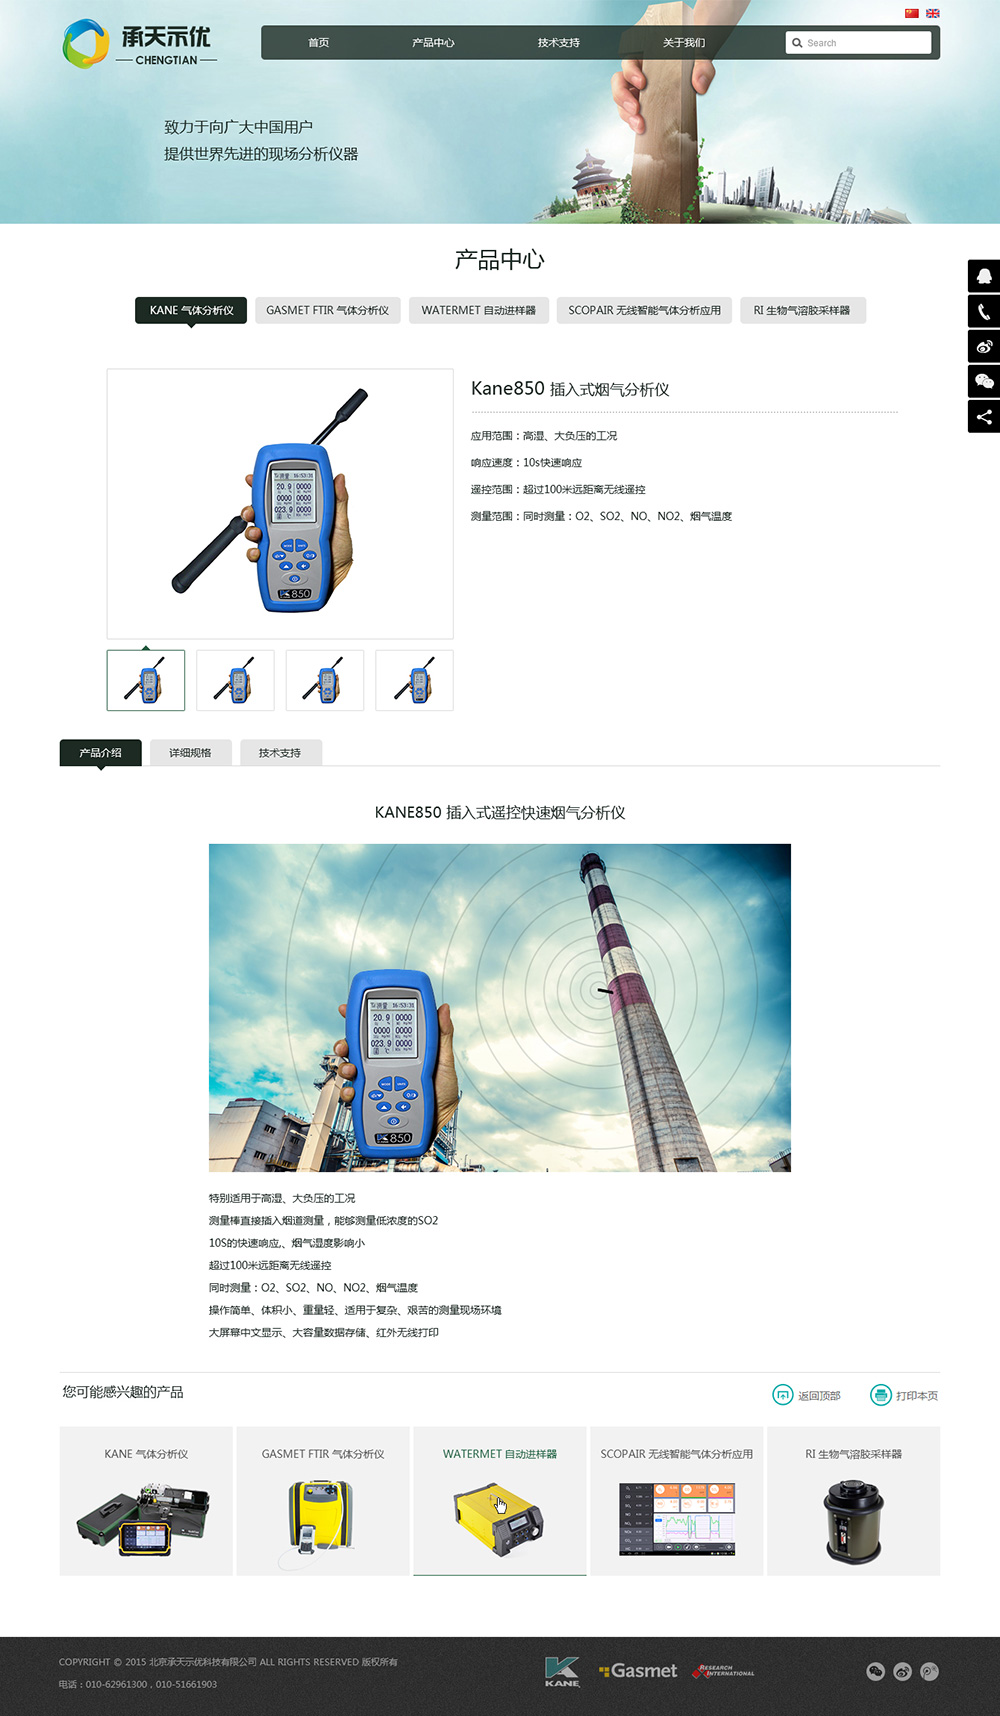 承天示优
CHENGTIAN
首页
产品中心
技术支持
关于我们
Search
致力于向广大中国用户
提供世界先进的现场分析仪器
产品中心
KANE 气体分析仪
GASMET FTIR 气体分析仪
WATERMET 自动进样器
SCOPAIR 无线智能气体分析应用
RI 生物气溶胶采样器
Kane850 插入式烟气分析仪
应用范围：高湿、大负压的工况
响应速度：10s快速响应
遥控范围：超过100米远距离无线遥控
测量范围：同时测量：O2、SO2、NO、NO2、烟气温度
850
产品介绍
详细规格
技术支持
KANE850 插入式遥控快速烟气分析仪
测量 16:53:31
20.9 0000
0000 0000
023.9 0000
850
特别适用于高湿、大负压的工况
测量棒直接插入烟道测量，能够测量低浓度的SO2
10S的快速响应,、烟气湿度影响小
超过100米远距离无线遥控
同时测量：O2、SO2、NO、NO2、烟气温度
操作简单、体积小、重量轻、适用于复杂、艰苦的测量现场环境
大屏幕中文显示、大容量数据存储、红外无线打印
您可能感兴趣的产品
返回顶部
打印本页
KANE 气体分析仪
GASMET FTIR 气体分析仪
WATERMET 自动进样器
SCOPAIR 无线智能气体分析应用
RI 生物气溶胶采样器
COPYRIGHT © 2015 北京承天示优科技有限公司 ALL RIGHTS RESERVED 版权所有
电话：010-62961300，010-51661903
KANE
Gasmet
RESEARCH
INTERNATIONAL